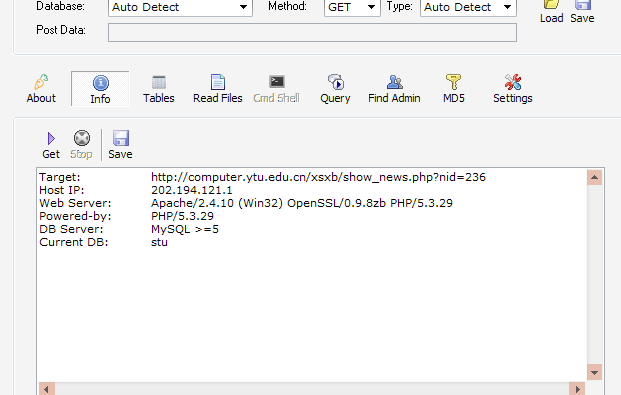 Database: Auto Detect Method: GET Type: Auto Detect Load Save
Post Data:
About Info Tables Read Files Cmd Shell Query Find Admin MD5 Settings
Get Stop Save
Target: http://computer.ytu.edu.cn/xsxb/show_news.php?nid=236
Host IP: 202.194.121.1
Web Server: Apache/2.4.10 (Win32) OpenSSL/0.9.8zb PHP/5.3.29
Powered-by: PHP/5.3.29
DB Server: MySQL >=5
Current DB: stu